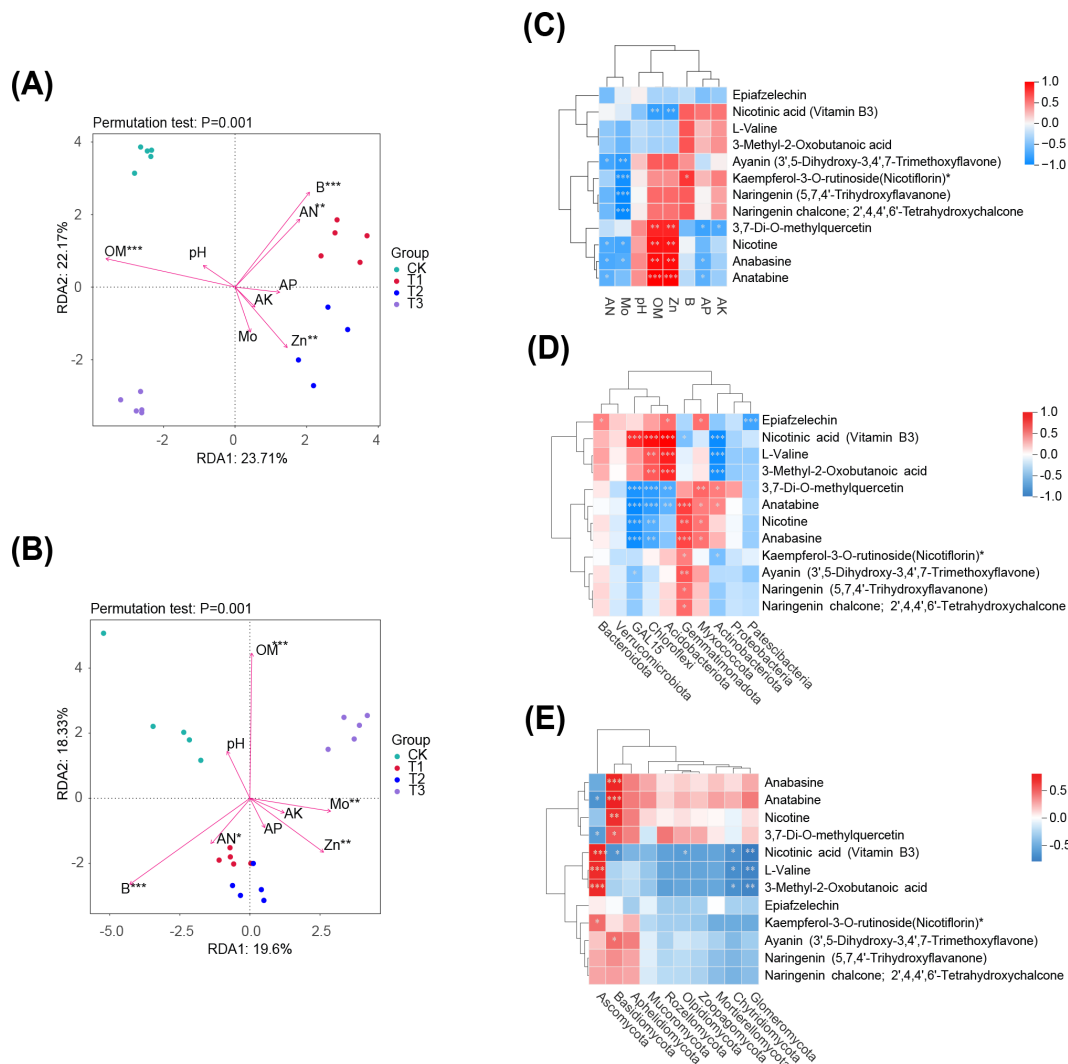 (A)
Permutation test: P=0.001
4
2
0
-2
-2
0
2
4
RDA2: 22.17%
RDA1: 23.71%
B***
AN**
OM***
pH
AP
AK
Mo
Zn**
Group
CK
T1
T2
T3
(B)
Permutation test: P=0.001
4
2
0
-2
-5.0
-2.5
0.0
2.5
RDA2: 18.33%
RDA1: 19.6%
OM***
pH
Mo**
AK
AP
AN*
Zn**
B***
Group
CK
T1
T2
T3
(C)
Epiafzelechin
Nicotinic acid (Vitamin B3)
** **
L-Valine
3-Methyl-2-Oxobutanoic acid
Ayanin (3',5-Dihydroxy-3,4',7-Trimethoxyflavone)
* **
Kaempferol-3-O-rutinoside(Nicotiflorin)*
*** *
Naringenin (5,7,4'-Trihydroxyflavanone)
***
Naringenin chalcone; 2',4,4',6'-Tetrahydroxychalcone
***
3,7-Di-O-methylquercetin
** ** * *
Nicotine
* * ** **
Anabasine
* * ** ** *
Anatabine
* *** *** *
AN
Mo
pH
OM
Zn
B
AP
AK
1.0
0.5
0
-0.5
-1.0
(D)
Epiafzelechin
* * * ***
Nicotinic acid (Vitamin B3)
*** *** *** * ***
L-Valine
** *** ***
3-Methyl-2-Oxobutanoic acid
** *** ***
3,7-Di-O-methylquercetin
*** *** ** ** *
Anatabine
*** *** ** *** * *
Nicotine
*** ** ** *
Anabasine
*** ** *** *
Kaempferol-3-O-rutinoside(Nicotiflorin)*
* *
Ayanin (3',5-Dihydroxy-3,4',7-Trimethoxyflavone)
* **
Naringenin (5,7,4'-Trihydroxyflavanone)
*
Naringenin chalcone; 2',4,4',6'-Tetrahydroxychalcone
*
Bacteroidota
Verrucomicrobiota
GAL15
Chloroflexi
Acidobacteriota
Gemmatimonadota
Myxococcota
Actinobacteriota
Proteobacteria
Patescibacteria
1.0
0.5
0
-0.5
-1.0
(E)
Anabasine
***
Anatabine
* ***
Nicotine
**
3,7-Di-O-methylquercetin
* *
Nicotinic acid (Vitamin B3)
*** * * * **
L-Valine
*** * **
3-Methyl-2-Oxobutanoic acid
*** * **
Epiafzelechin
Kaempferol-3-O-rutinoside(Nicotiflorin)*
*
Ayanin (3',5-Dihydroxy-3,4',7-Trimethoxyflavone)
*
Naringenin (5,7,4'-Trihydroxyflavanone)
Naringenin chalcone; 2',4,4',6'-Tetrahydroxychalcone
Ascomycota
Basidiomycota
Aphelidiomycota
Mucoromycota
Rozellomycota
Olpidiomycota
Zoopagomycota
Mortierellomycota
Chytridiomycota
Glomeromycota
0.5
0
-0.5